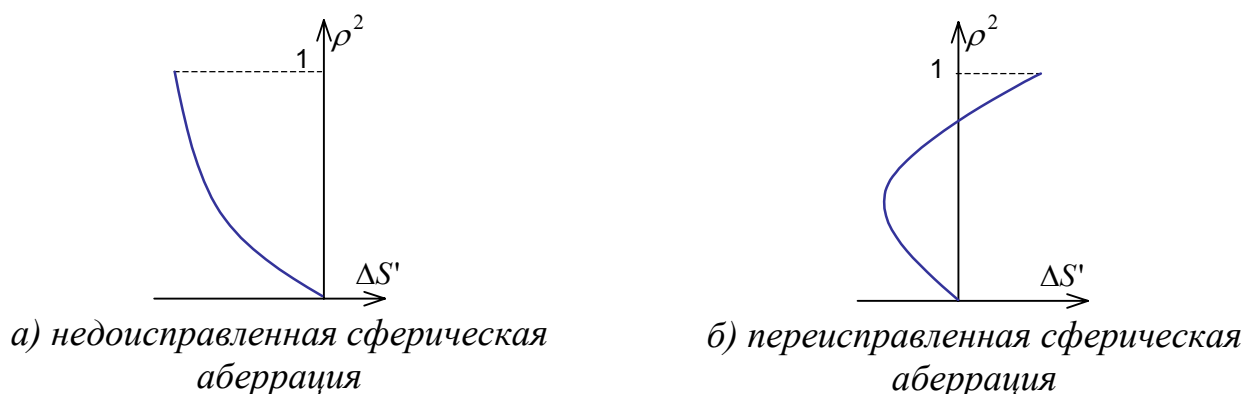 ρ²
1
ΔS'
а) недоисправленная сферическая
аберрация
ρ²
1
ΔS'
б) переисправленная сферическая
аберрация